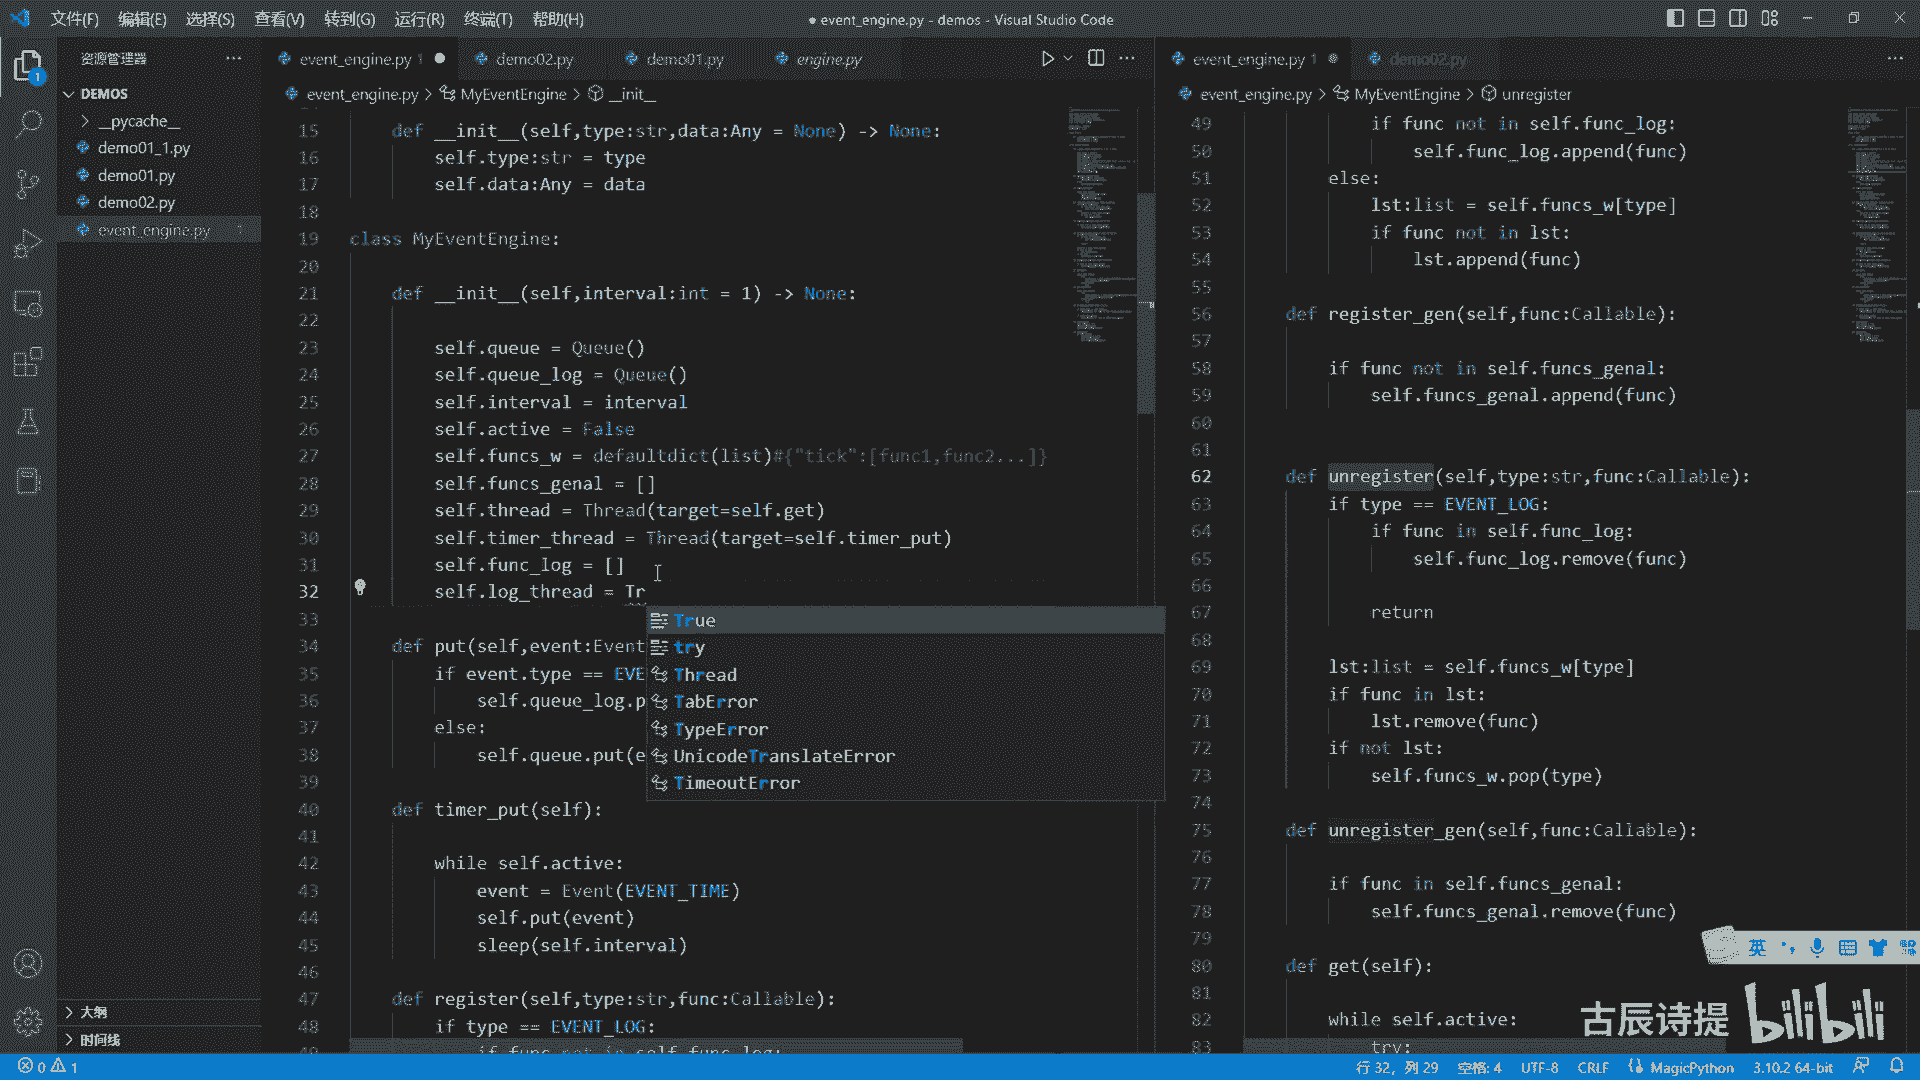 文件(F) 编辑(E) 选择(S) 查看(V) 转到(G) 运行(R) 终端(T) 帮助(H)
● event_engine.py - demos - Visual Studio Code
资源管理器
DEMOS
__pycache__
demo01_1.py
demo01.py
demo02.py
event_engine.py 1
大纲
时间线
event_engine.py 1 demo02.py demo01.py engine.py
event_engine.py > MyEventEngine > __init__
15 def __init__(self,type:str,data:Any = None) -> None:
16 self.type:str = type
17 self.data:Any = data
18
19 class MyEventEngine:
20
21 def __init__(self,interval:int = 1) -> None:
22
23 self.queue = Queue()
24 self.queue_log = Queue()
25 self.interval = interval
26 self.active = False
27 self.funcs_w = defaultdict(list)#{"tick":[func1,func2...]}
28 self.funcs_genal = []
29 self.thread = Thread(target=self.get)
30 self.timer_thread = Thread(target=self.timer_put)
31 self.func_log = []
32 self.log_thread = Tr
33
34 def put(self,event:Event
35 if event.type == EVE
36 self.queue_log.p
37 else:
38 self.queue.put(e
39
40 def timer_put(self):
41
42 while self.active:
43 event = Event(EVENT_TIME)
44 self.put(event)
45 sleep(self.interval)
46
47 def register(self,type:str,func:Callable):
48 if type == EVENT_LOG:
49 if func not in self.func_log:
True
try
Thread
TabError
TypeError
UnicodeTranslateError
TimeoutError
event_engine.py 1 demo02.py
event_engine.py > MyEventEngine > unregister
49 if func not in self.func_log:
50 self.func_log.append(func)
51 else:
52 lst:list = self.funcs_w[type]
53 if func not in lst:
54 lst.append(func)
55
56 def register_gen(self,func:Callable):
57
58 if func not in self.funcs_genal:
59 self.funcs_genal.append(func)
60
61
62 def unregister(self,type:str,func:Callable):
63 if type == EVENT_LOG:
64 if func in self.func_log:
65 self.func_log.remove(func)
66
67 return
68
69 lst:list = self.funcs_w[type]
70 if func in lst:
71 lst.remove(func)
72 if not lst:
73 self.funcs_w.pop(type)
74
75 def unregister_gen(self,func:Callable):
76
77 if func in self.funcs_genal:
78 self.funcs_genal.remove(func)
79
80 def get(self):
81
82 while self.active:
83 try:
英
古辰诗提 bilibili
0 1
行 32, 列 29 空格: 4 UTF-8 CRLF MagicPython 3.10.2 64-bit